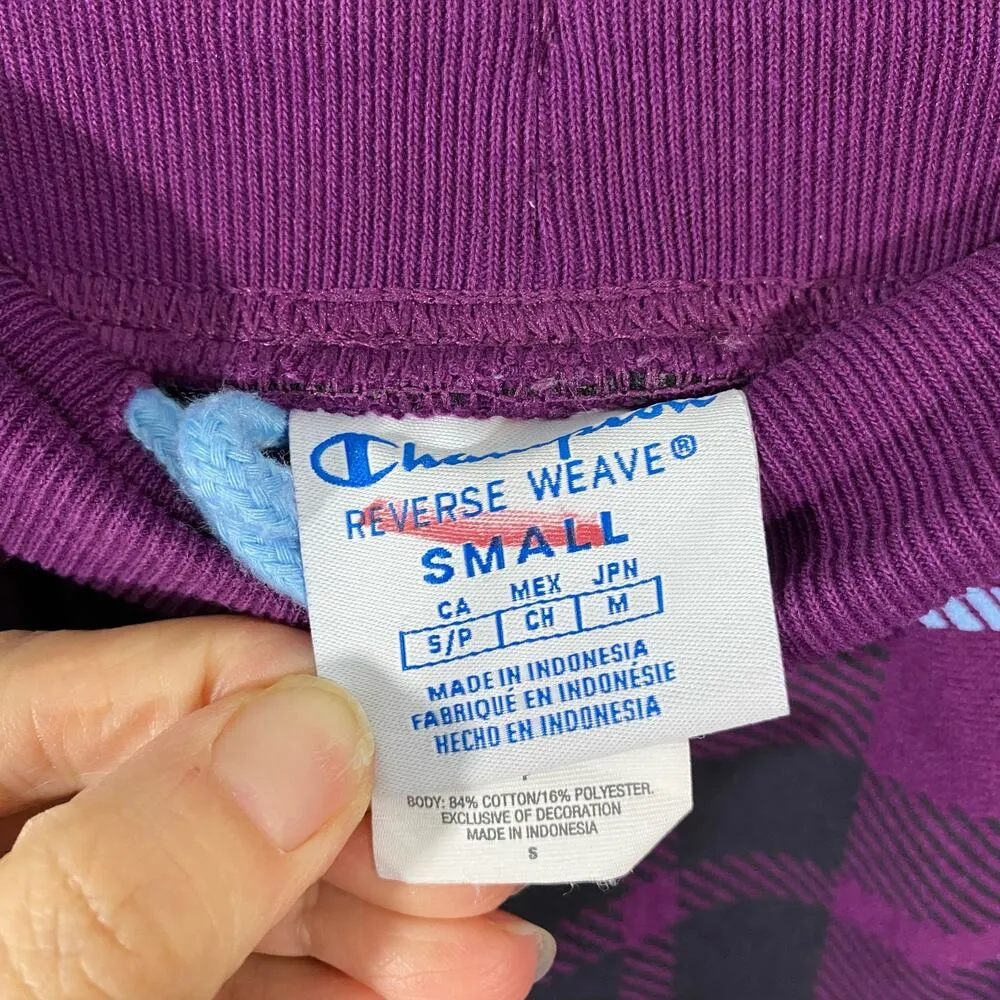 Champion
REVERSE WEAVE®
SMALL
CA MEX JPN
S/P CH M
MADE IN INDONESIA
FABRIQUÉ EN INDONÉSIE
HECHO EN INDONESIA
BODY: 84% COTTON/16% POLYESTER.
EXCLUSIVE OF DECORATION
MADE IN INDONESIA
S